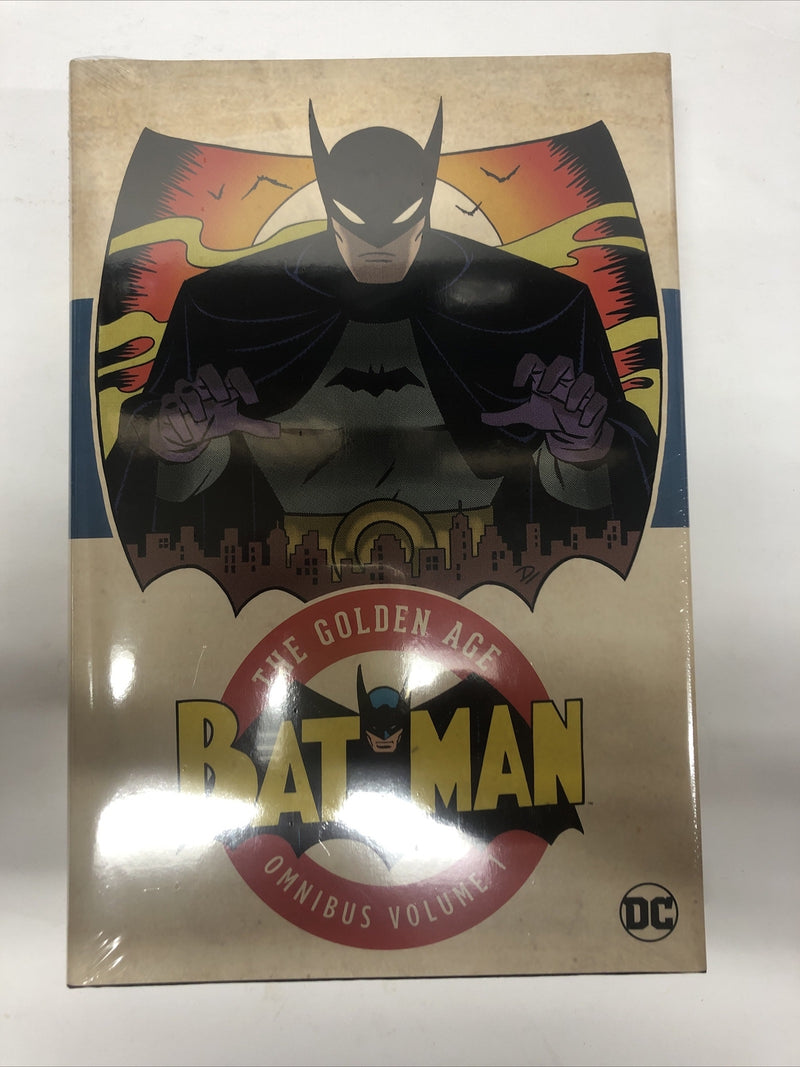 THE GOLDEN AGE
BATMAN
OMNIBUS VOLUME 1
DC